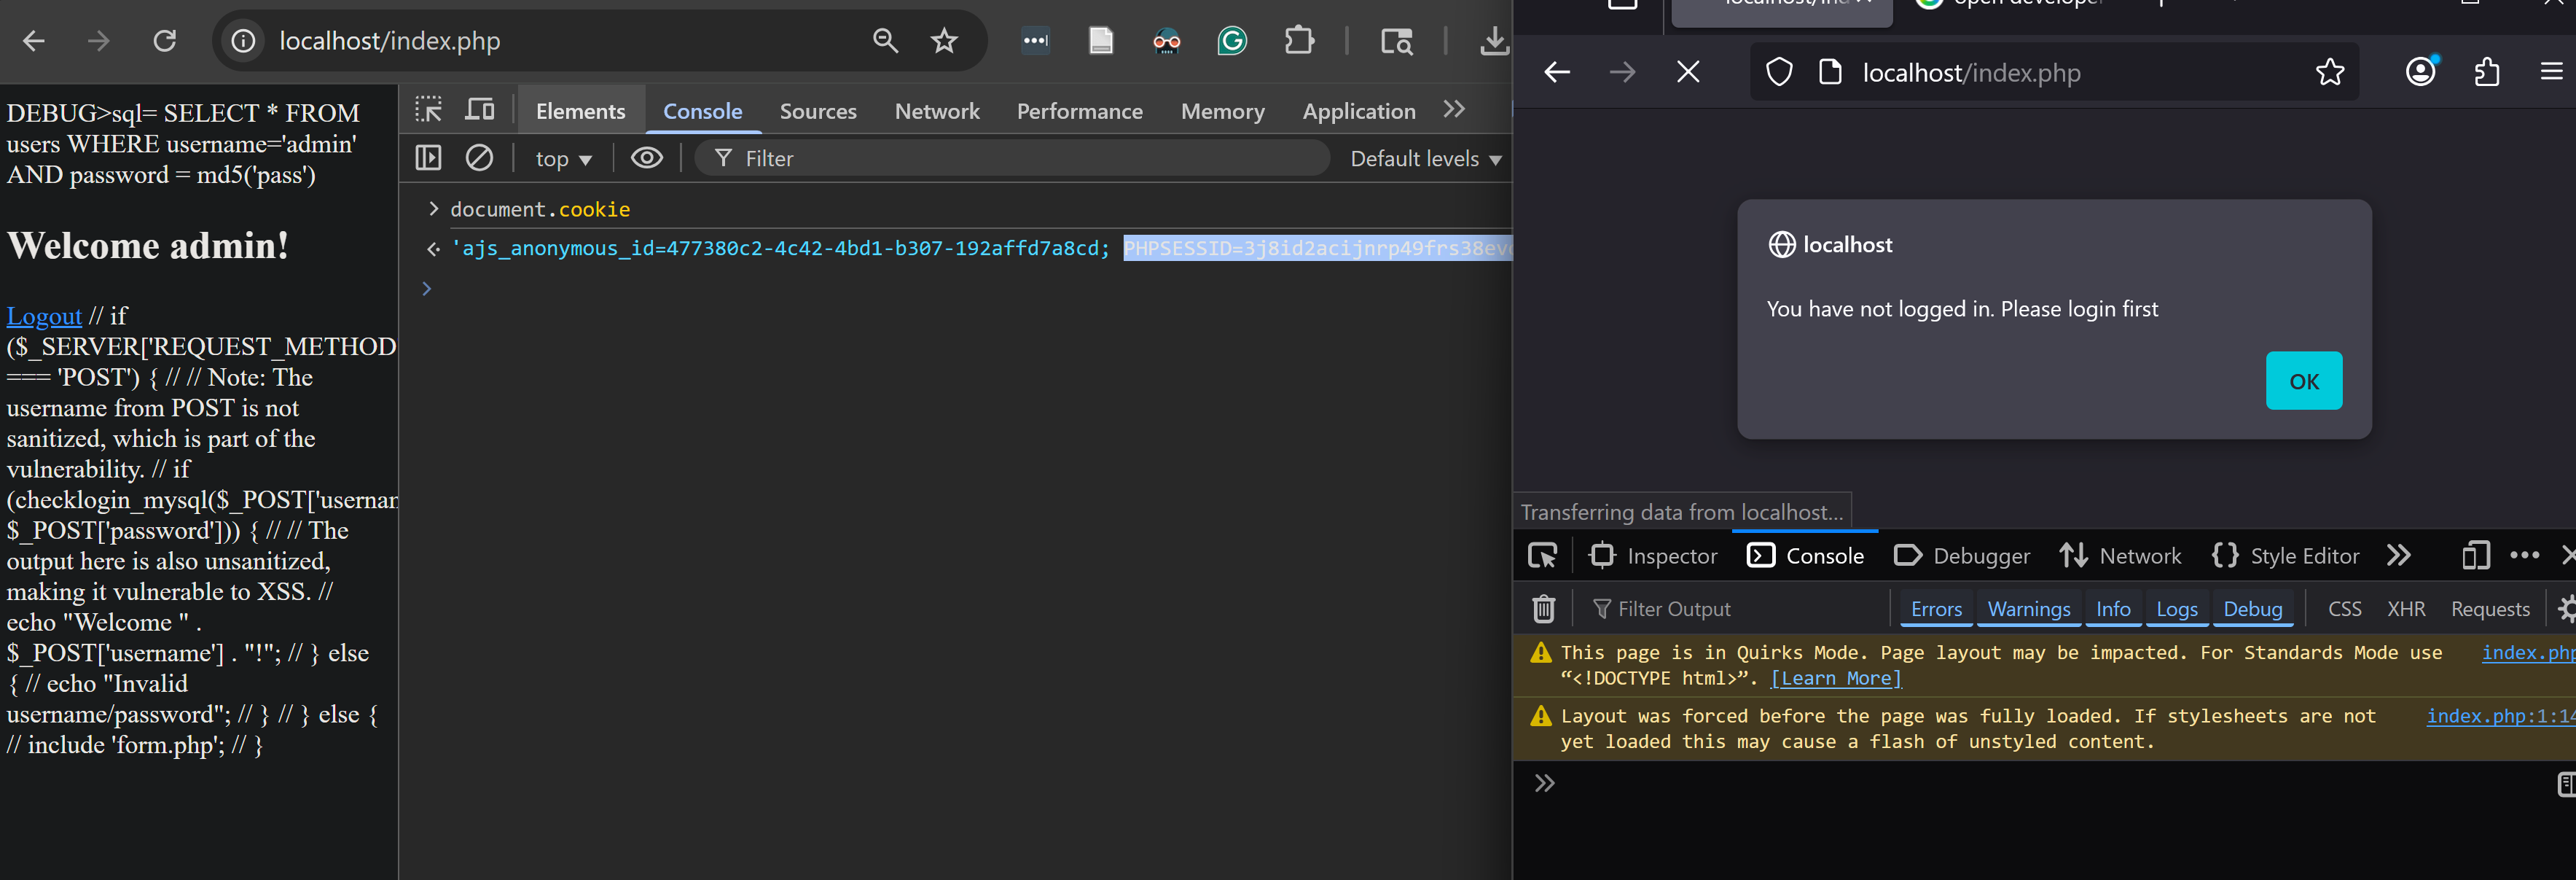 localhost/index.php
DEBUG>sql= SELECT * FROM
users WHERE username='admin'
AND password = md5('pass')
Welcome admin!
Logout // if
($_SERVER['REQUEST_METHOD
=== 'POST') { // // Note: The
username from POST is not
sanitized, which is part of the
vulnerability. // if
(checklogin_mysql($_POST['usernam
$_POST['password'])) { // // The
output here is also unsanitized,
making it vulnerable to XSS. //
echo "Welcome " .
$_POST['username'] . "!"; // } else
{ // echo "Invalid
username/password"; // } // } else {
// include 'form.php'; // }
Elements Console Sources Network Performance Memory Application
top Filter Default levels
document.cookie
'ajs_anonymous_id=477380c2-4c42-4bd1-b307-192affd7a8cd; PHPSESSID=3j8id2acijnrp49frs38evc
localhost/index.php
localhost
You have not logged in. Please login first
OK
Transferring data from localhost...
Inspector Console Debugger Network Style Editor
Filter Output Errors Warnings Info Logs Debug CSS XHR Requests
This page is in Quirks Mode. Page layout may be impacted. For Standards Mode use index.php
“<!DOCTYPE html>”. [Learn More]
Layout was forced before the page was fully loaded. If stylesheets are not index.php:1:14
yet loaded this may cause a flash of unstyled content.